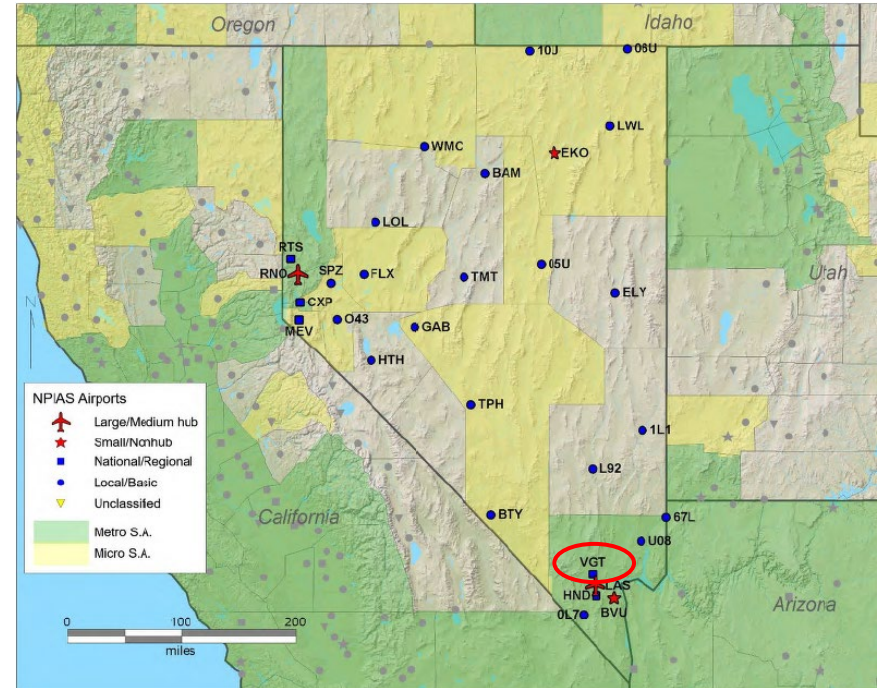 Oregon
Idaho
10J
06U
LWL
WMC
EKO
BAM
LOL
RTS
RNO
SPZ
FLX
TMT
05U
Utah
ELY
CXP
N
MEV
O43
GAB
HTH
NPIAS Airports
Large/Medium hub
Small/Nonhub
National/Regional
Local/Basic
Unclassified
Metro S.A.
Micro S.A.
TPH
1L1
L92
BTY
California
67L
U08
VGT
LAS
HND
BVU
0L7
Arizona
0 100 200
miles